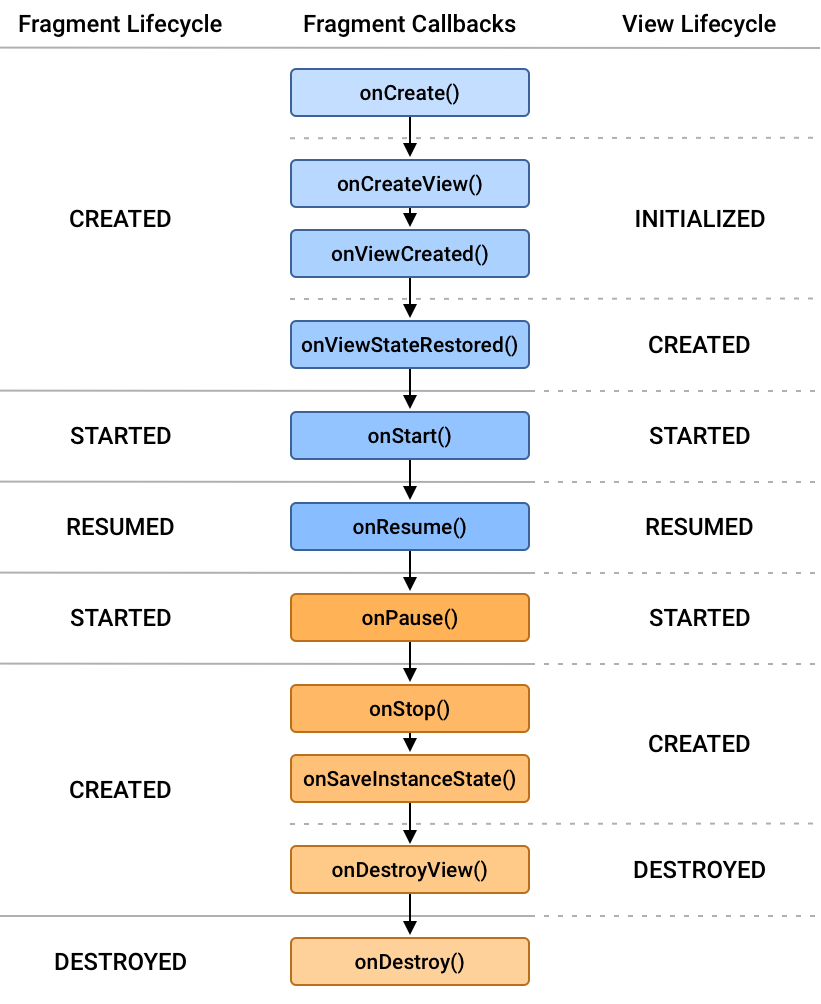 Fragment Lifecycle
Fragment Callbacks
View Lifecycle
onCreate()
onCreateView()
CREATED
INITIALIZED
onViewCreated()
onViewStateRestored()
CREATED
STARTED
onStart()
STARTED
RESUMED
onResume()
RESUMED
STARTED
onPause()
STARTED
onStop()
CREATED
onSaveInstanceState()
CREATED
onDestroyView()
DESTROYED
DESTROYED
onDestroy()